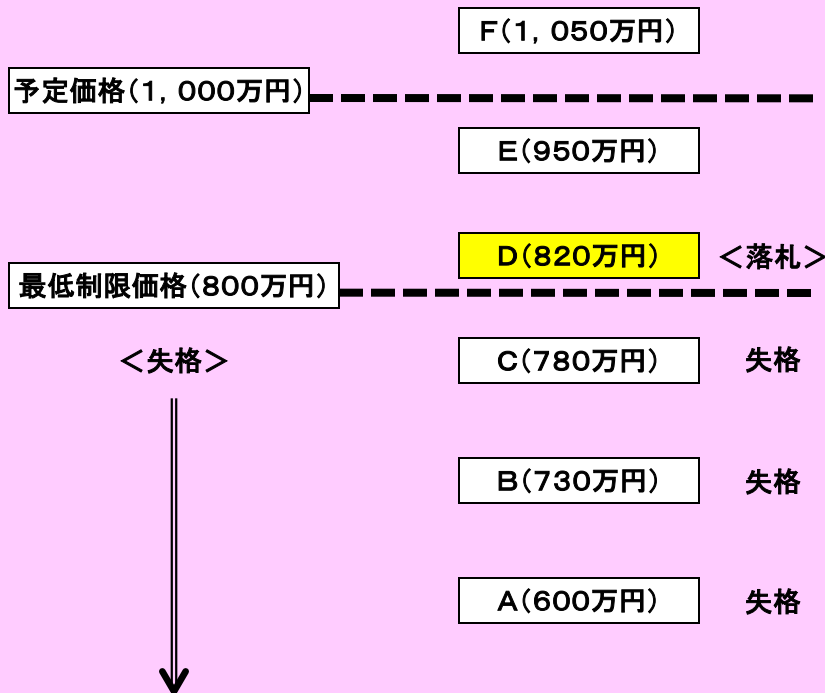 F（1，050万円）
予定価格（1，000万円）
E（950万円）
D（820万円）　＜落札＞
最低制限価格（800万円）
＜失格＞　C（780万円）　失格
B（730万円）　失格
A（600万円）　失格